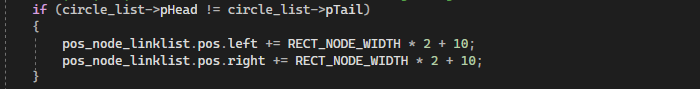 if (circle_list->pHead != circle_list->pTail)
{
pos_node_linklist.pos.left += RECT_NODE_WIDTH * 2 + 10;
pos_node_linklist.pos.right += RECT_NODE_WIDTH * 2 + 10;
}